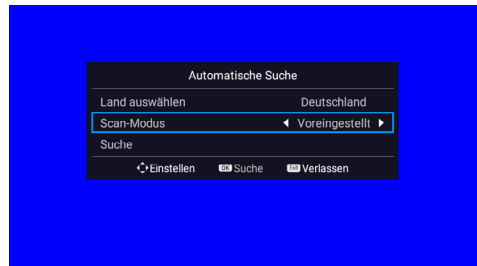 Automatische Suche
Land auswählen Deutschland
Scan-Modus Voreingestellt
Suche
Einstellen OK Suche Exit Verlassen